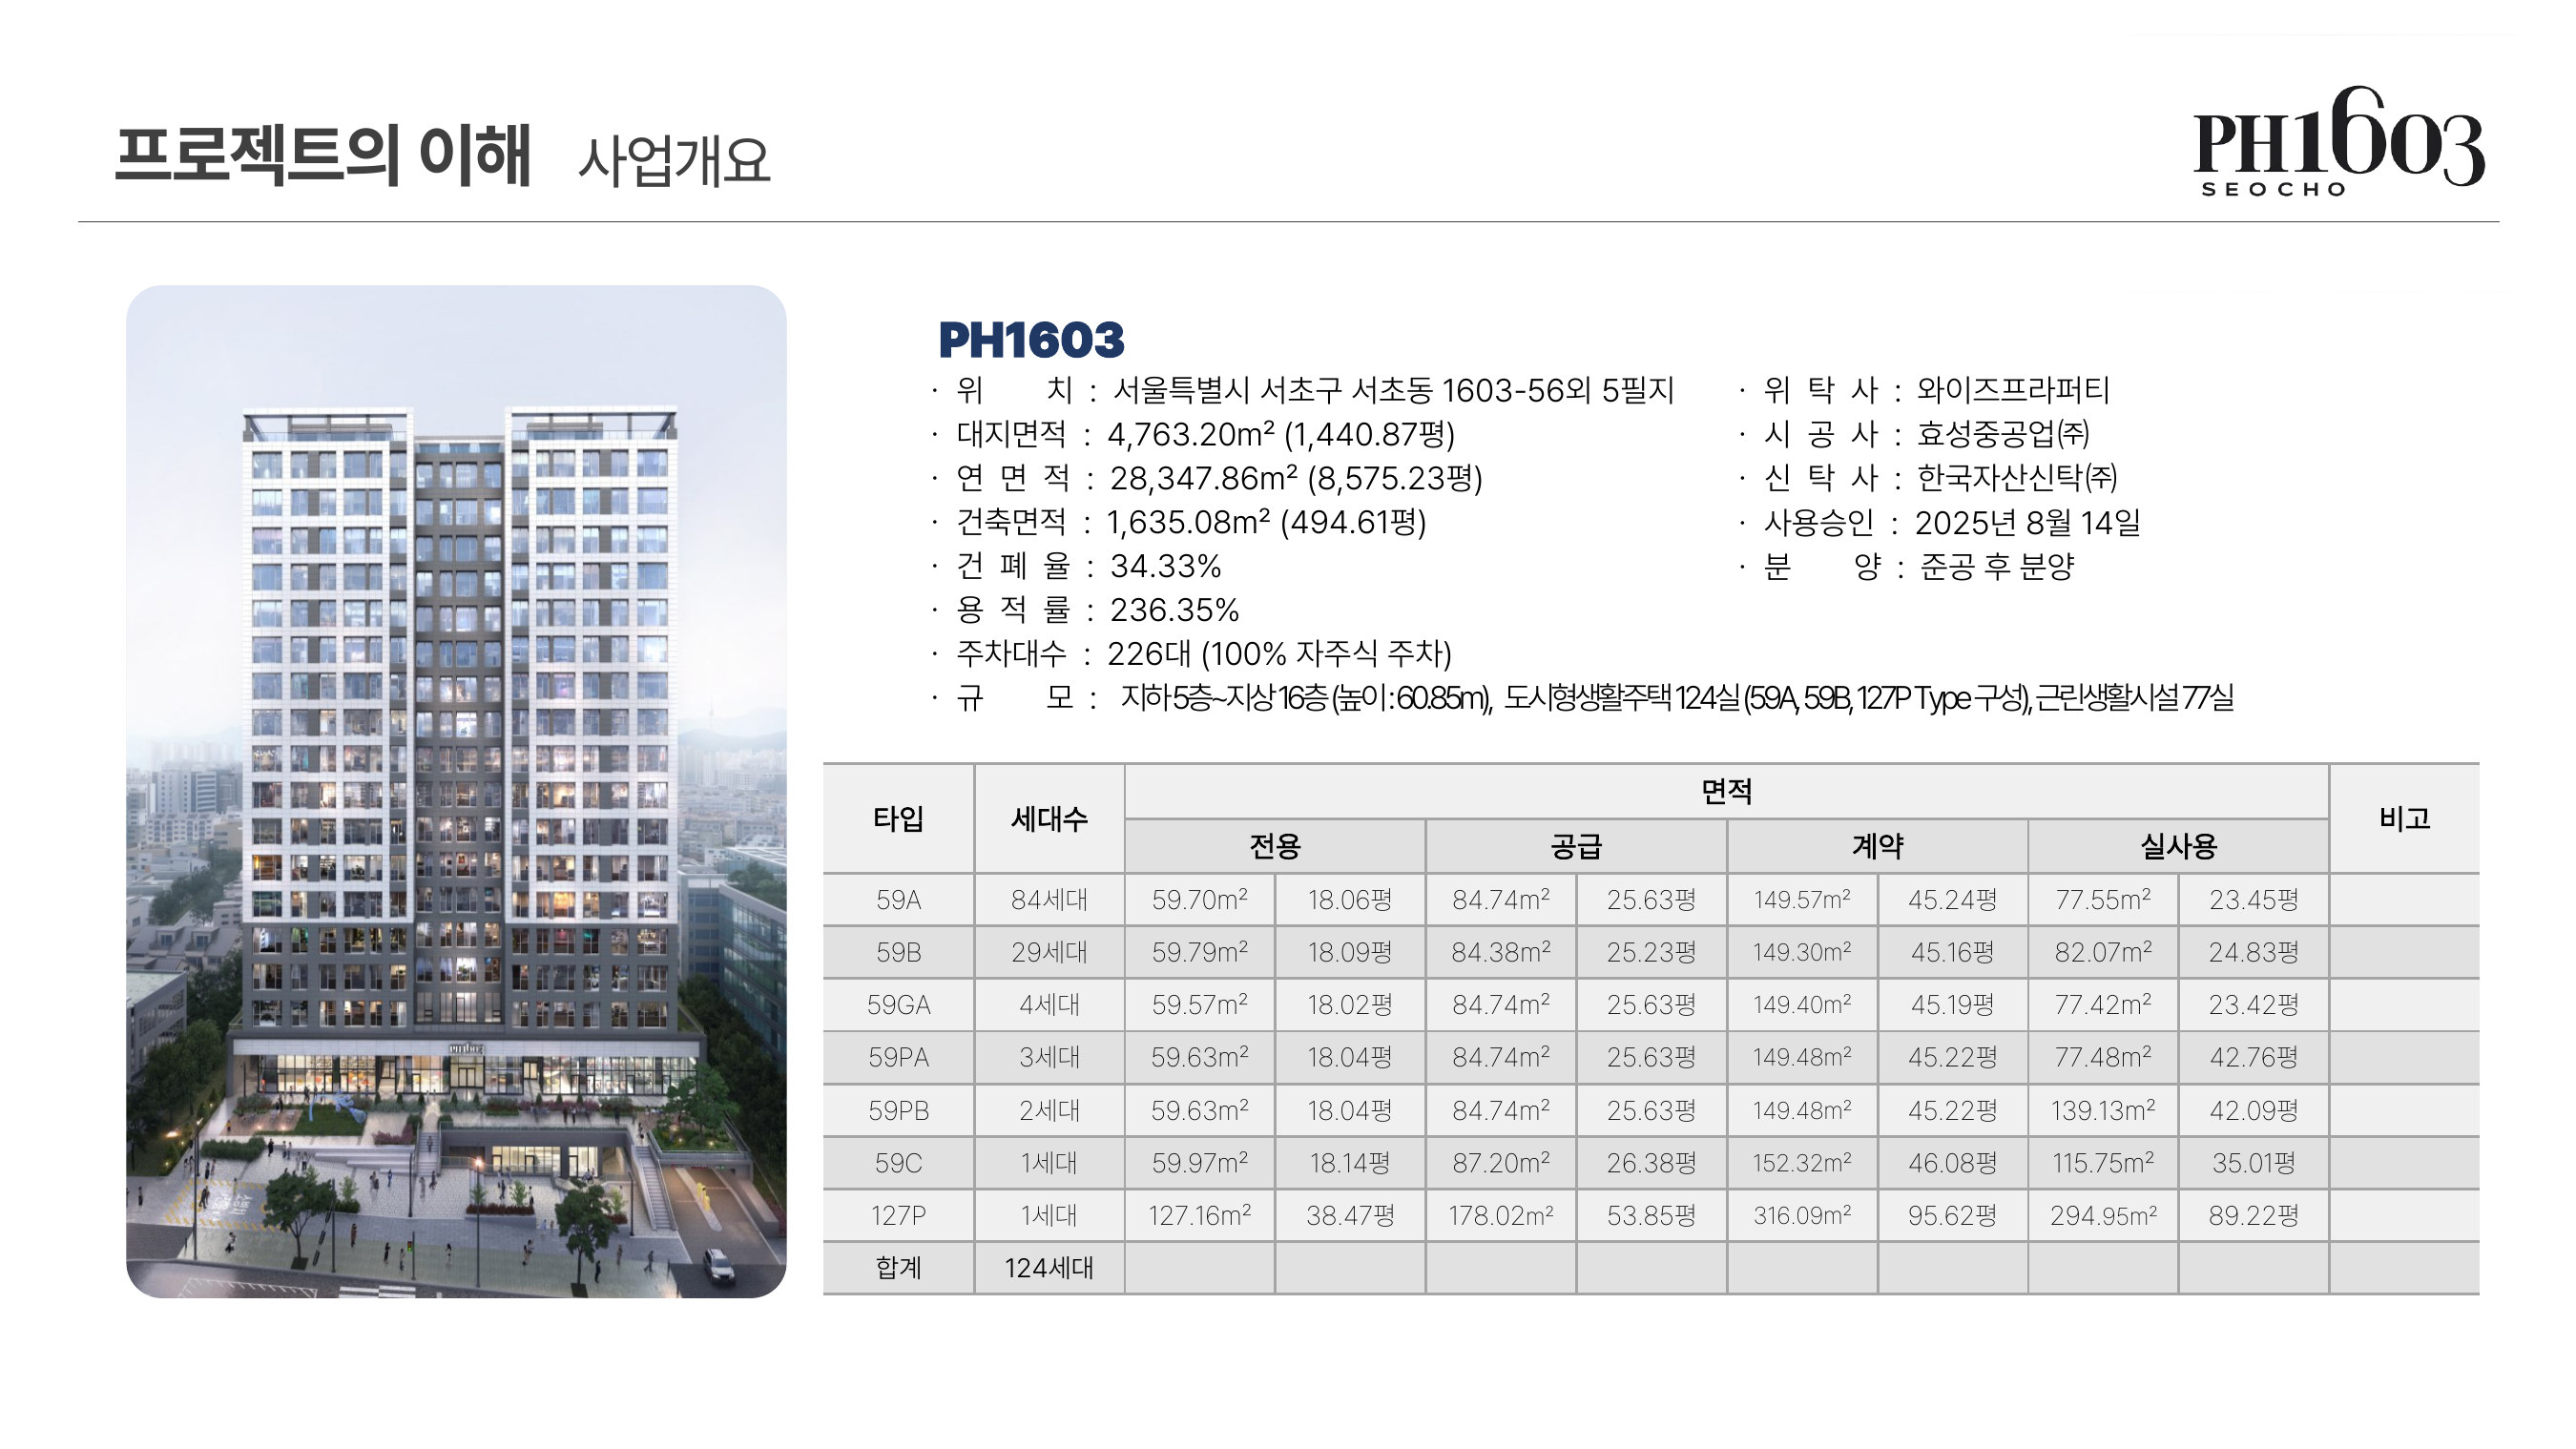 프로젝트의 이해 사업개요
PH1603
SEOCHO
PH1603
· 위 치 : 서울특별시 서초구 서초동 1603-56외 5필지
· 대지면적 : 4,763.20m² (1,440.87평)
· 연 면 적 : 28,347.86m² (8,575.23평)
· 건축면적 : 1,635.08m² (494.61평)
· 건 폐 율 : 34.33%
· 용 적 률 : 236.35%
· 주차대수 : 226대 (100% 자주식 주차)
· 규 모 : 지하5층~지상16층(높이:60.85m), 도시형생활주택124실(59A, 59B, 127P Type 구성), 근린생활시설77실
· 위 탁 사 : 와이즈프라퍼티
· 시 공 사 : 효성중공업㈜
· 신 탁 사 : 한국자산신탁㈜
· 사용승인 : 2025년 8월 14일
· 분 양 : 준공 후 분양
타입 세대수 면적 비고
전용 공급 계약 실사용
59A 84세대 59.70m² 18.06평 84.74m² 25.63평 149.57m² 45.24평 77.55m² 23.45평
59B 29세대 59.79m² 18.09평 84.38m² 25.23평 149.30m² 45.16평 82.07m² 24.83평
59GA 4세대 59.57m² 18.02평 84.74m² 25.63평 149.40m² 45.19평 77.42m² 23.42평
59PA 3세대 59.63m² 18.04평 84.74m² 25.63평 149.48m² 45.22평 77.48m² 42.76평
59PB 2세대 59.63m² 18.04평 84.74m² 25.63평 149.48m² 45.22평 139.13m² 42.09평
59C 1세대 59.97m² 18.14평 87.20m² 26.38평 152.32m² 46.08평 115.75m² 35.01평
127P 1세대 127.16m² 38.47평 178.02m² 53.85평 316.09m² 95.62평 294.95m² 89.22평
합계 124세대
PH1603